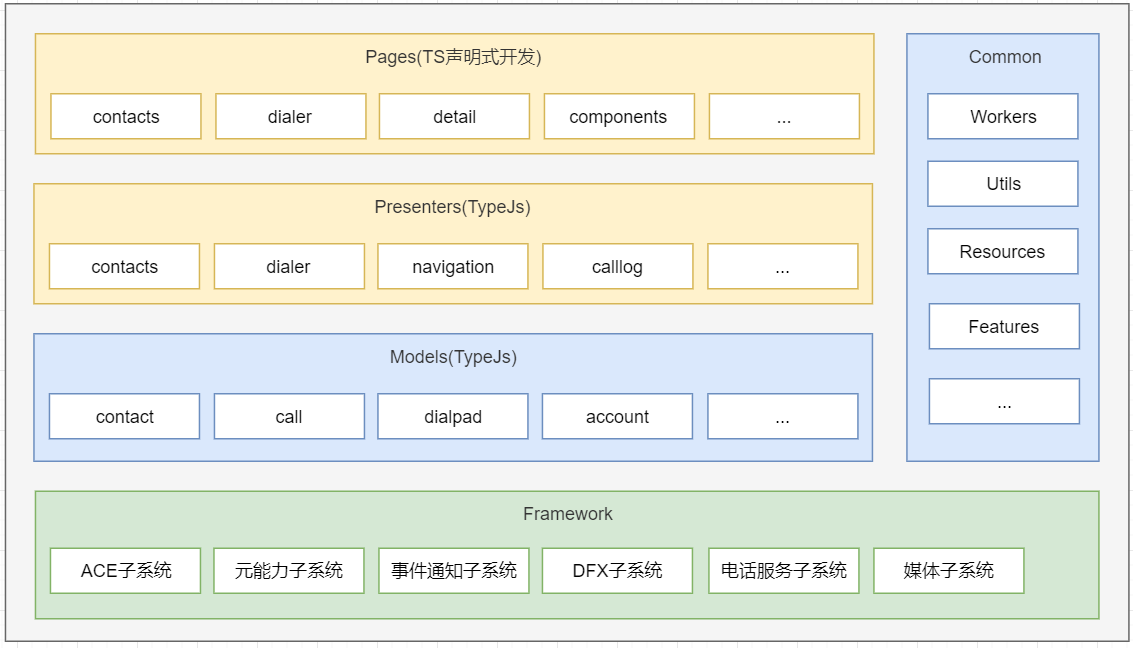 Pages(TS声明式开发)
contacts
dialer
detail
components
...
Presenters(TypeJs)
contacts
dialer
navigation
calllog
...
Models(TypeJs)
contact
call
dialpad
account
...
Common
Workers
Utils
Resources
Features
...
Framework
ACE子系统
元能力子系统
事件通知子系统
DFX子系统
电话服务子系统
媒体子系统